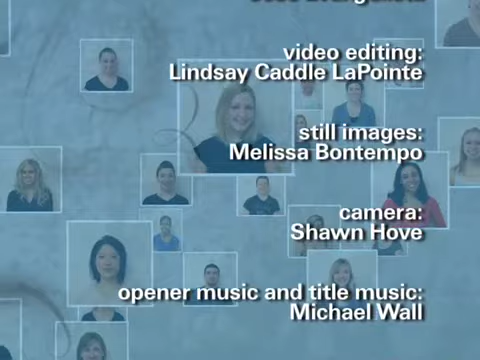 video editing:
Lindsay Caddle LaPointe
still images:
Melissa Bontempo
camera:
Shawn Hove
opener music and title music:
Michael Wall